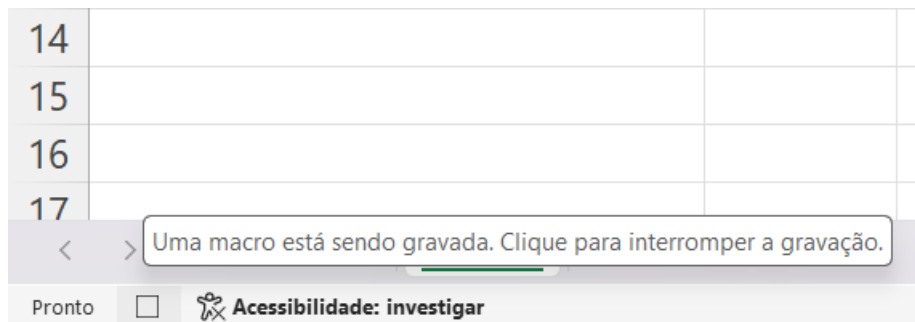 14
15
16
17
Uma macro está sendo gravada. Clique para interromper a gravação.
Pronto Acessibilidade: investigar